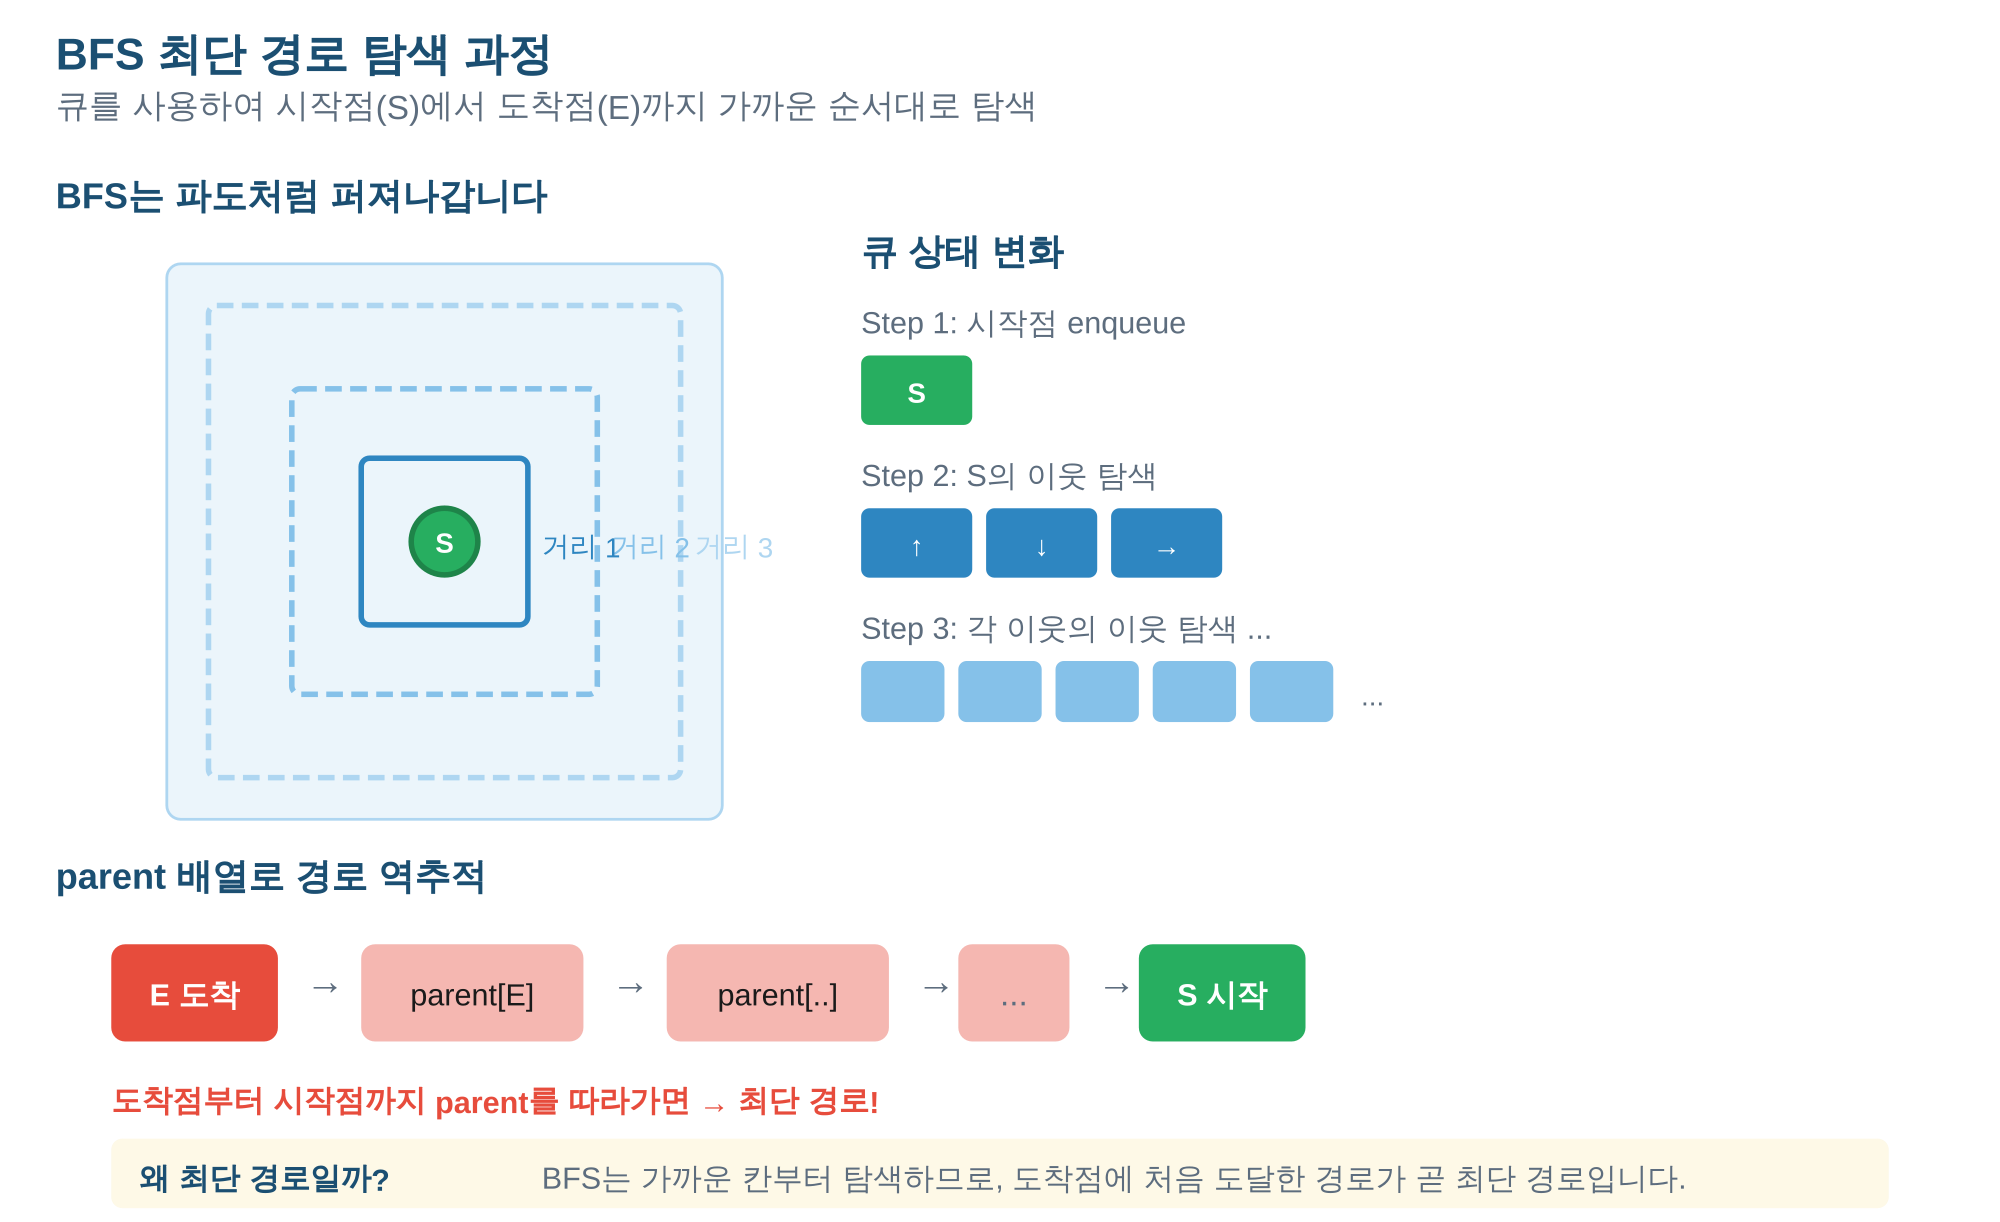 BFS 최단 경로 탐색 과정
큐를 사용하여 시작점(S)에서 도착점(E)까지 가까운 순서대로 탐색
BFS는 파도처럼 퍼져나갑니다
S
거리 1
거리 2
거리 3
큐 상태 변화
Step 1: 시작점 enqueue
S
Step 2: S의 이웃 탐색
↑ ↓ →
Step 3: 각 이웃의 이웃 탐색 ...
...
parent 배열로 경로 역추적
E 도착 → parent[E] → parent[..] → ... → S 시작
도착점부터 시작점까지 parent를 따라가면 → 최단 경로!
왜 최단 경로일까? BFS는 가까운 칸부터 탐색하므로, 도착점에 처음 도달한 경로가 곧 최단 경로입니다.